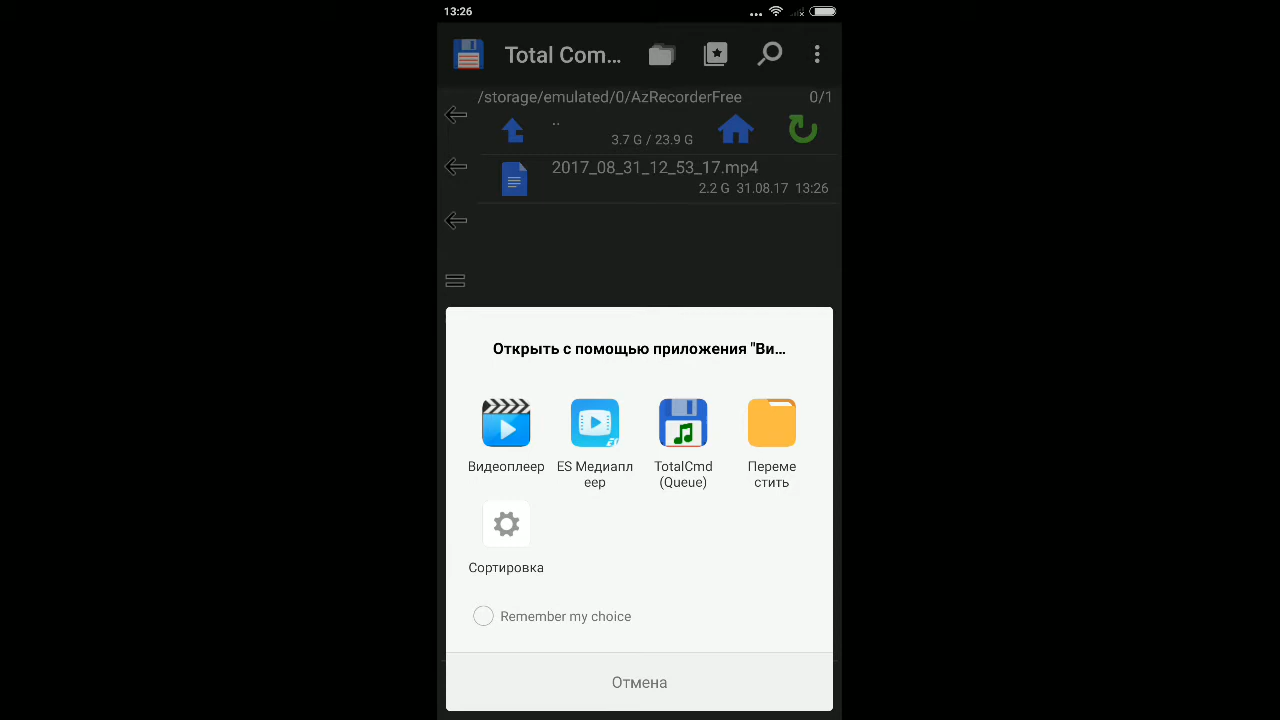 13:26
Total Com...
/storage/emulated/0/AzRecorderFree 0/1
..
3.7 G / 23.9 G
2017_08_31_12_53_17.mp4
2.2 G 31.08.17 13:26
Открыть с помощью приложения "Ви...
Видеоплеер
ES Медиапл
еер
TotalCmd
(Queue)
Переме
стить
Сортировка
Remember my choice
Отмена